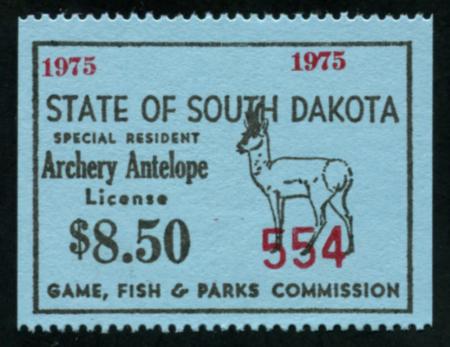 1975 1975
STATE OF SOUTH DAKOTA
SPECIAL RESIDENT
Archery Antelope
License
$8.50 554
GAME, FISH & PARKS COMMISSION